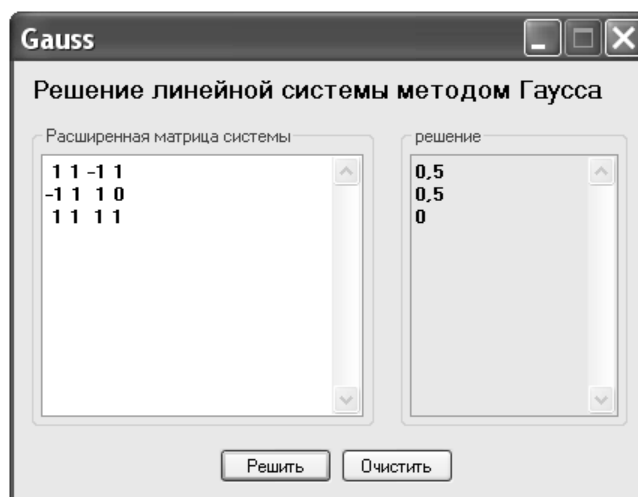 Gauss
Решение линейной системы методом Гаусса
Расширенная матрица системы
1 1 -1 1
-1 1 1 0
1 1 1 1
решение
0,5
0,5
0
Решить
Очистить